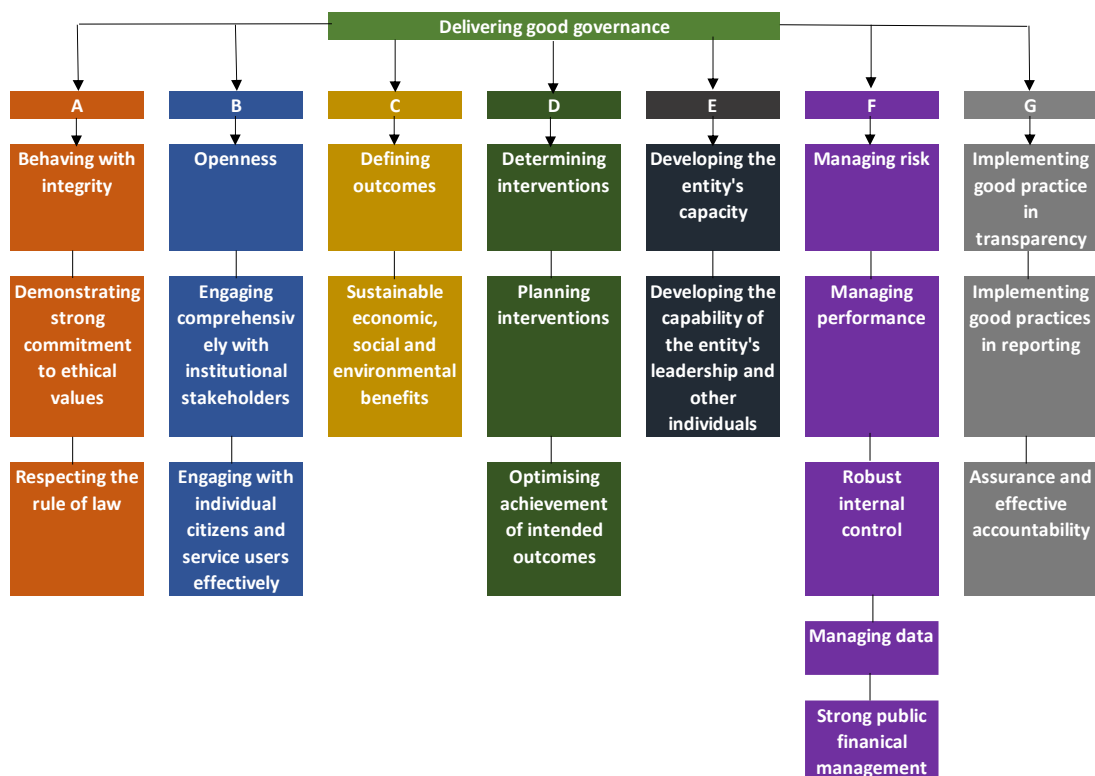 Delivering good governance
A
B
C
D
E
F
G
Behaving with
integrity
Openness
Defining
outcomes
Determining
interventions
Developing the
entity's
capacity
Managing risk
Implementing
good practice
in
transparency
Demonstrating
strong
commitment
to ethical
values
Engaging
comprehensiv
ely with
institutional
stakeholders
Sustainable
economic,
social and
environmental
benefits
Planning
interventions
Developing the
capability of
the entity's
leadership and
other
individuals
Managing
performance
Implementing
good practices
in reporting
Respecting the
rule of law
Engaging with
individual
citizens and
service users
effectively
Optimising
achievement
of intended
outcomes
Robust
internal
control
Assurance and
effective
accountability
Managing data
Strong public
finanical
management